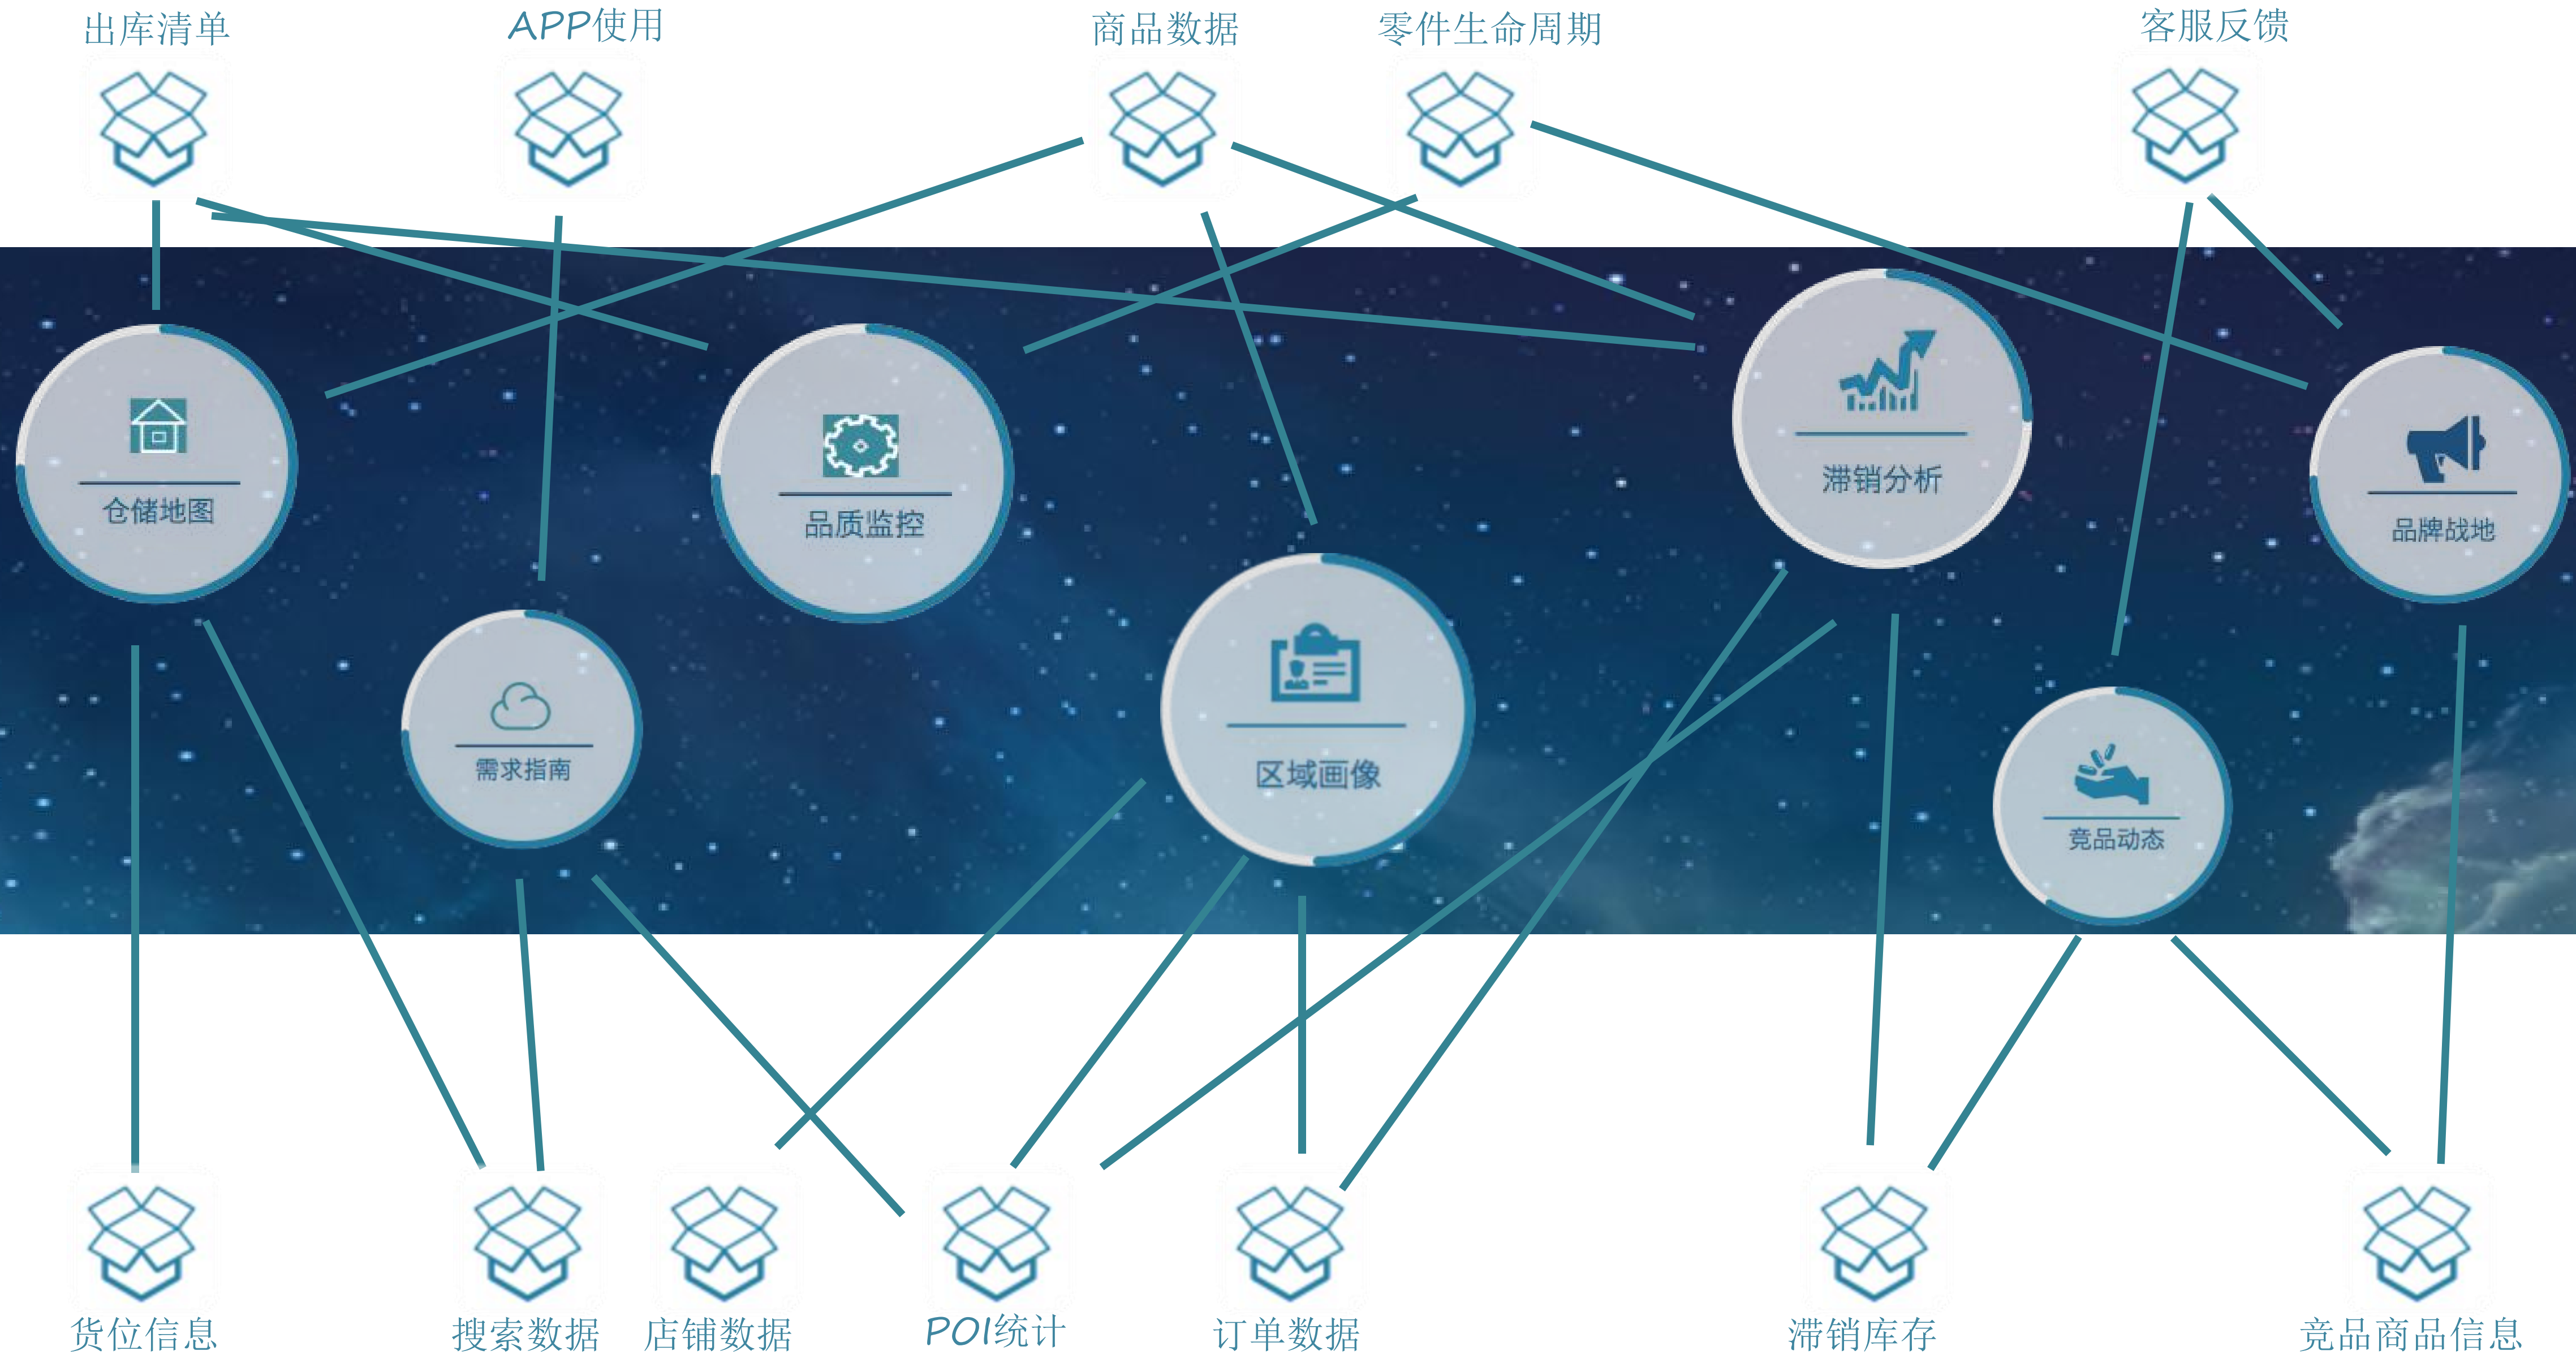 出库清单
APP使用
商品数据
零件生命周期
客服反馈
仓储地图
品质监控
滞销分析
品牌战地
需求指南
区域画像
竞品动态
货位信息
搜索数据
店铺数据
POI统计
订单数据
滞销库存
竞品商品信息